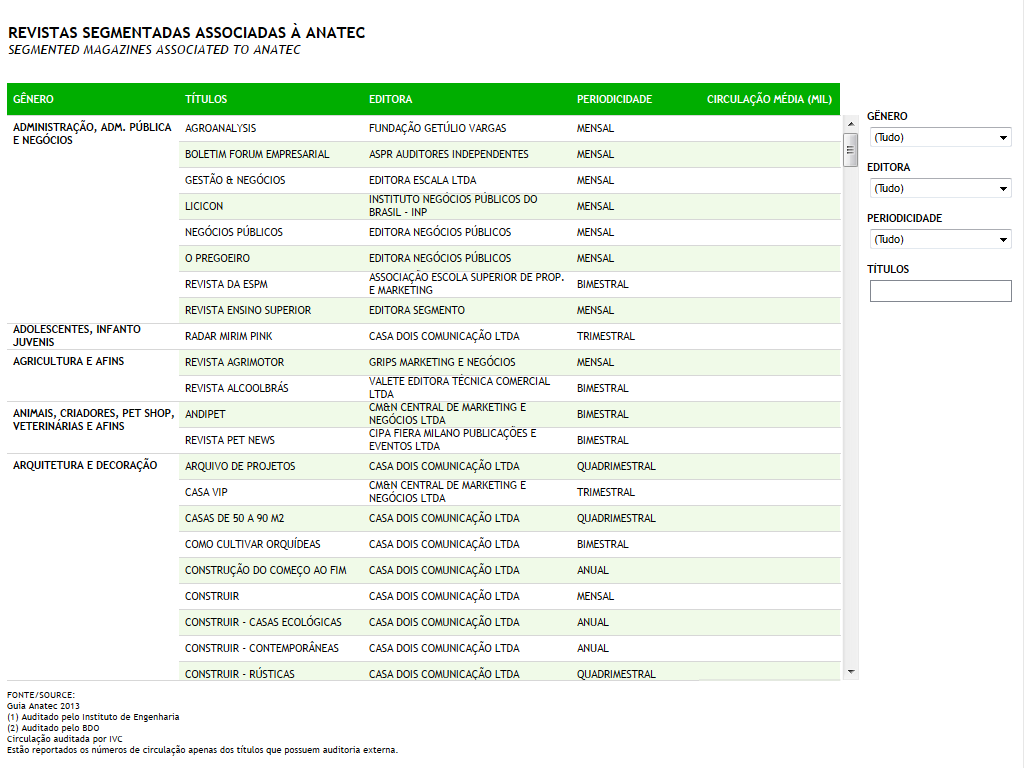 REVISTAS SEGMENTADAS ASSOCIADAS À ANATEC
SEGMENTED MAGAZINES ASSOCIATED TO ANATEC
GÊNERO TÍTULOS EDITORA PERIODICIDADE CIRCULAÇÃO MÉDIA (MIL)
ADMINISTRAÇÃO, ADM. PÚBLICA E NEGÓCIOS
AGROANALYSIS FUNDAÇÃO GETÚLIO VARGAS MENSAL
BOLETIM FORUM EMPRESARIAL ASPR AUDITORES INDEPENDENTES MENSAL
GESTÃO & NEGÓCIOS EDITORA ESCALA LTDA MENSAL
LICICON INSTITUTO NEGÓCIOS PÚBLICOS DO BRASIL - INP MENSAL
NEGÓCIOS PÚBLICOS EDITORA NEGÓCIOS PÚBLICOS MENSAL
O PREGOEIRO EDITORA NEGÓCIOS PÚBLICOS MENSAL
REVISTA DA ESPM ASSOCIAÇÃO ESCOLA SUPERIOR DE PROP. E MARKETING BIMESTRAL
REVISTA ENSINO SUPERIOR EDITORA SEGMENTO MENSAL
ADOLESCENTES, INFANTO JUVENIS
RADAR MIRIM PINK CASA DOIS COMUNICAÇÃO LTDA TRIMESTRAL
AGRICULTURA E AFINS
REVISTA AGRIMOTOR GRIPS MARKETING E NEGÓCIOS MENSAL
REVISTA ALCOOLBRÁS VALETE EDITORA TÉCNICA COMERCIAL LTDA BIMESTRAL
ANIMAIS, CRIADORES, PET SHOP, VETERINÁRIAS E AFINS
ANDIPET CM&N CENTRAL DE MARKETING E NEGÓCIOS LTDA BIMESTRAL
REVISTA PET NEWS CIPA FIERA MILANO PUBLICAÇÕES E EVENTOS LTDA BIMESTRAL
ARQUITETURA E DECORAÇÃO
ARQUIVO DE PROJETOS CASA DOIS COMUNICAÇÃO LTDA QUADRIMESTRAL
CASA VIP CM&N CENTRAL DE MARKETING E NEGÓCIOS LTDA TRIMESTRAL
CASAS DE 50 A 90 M2 CASA DOIS COMUNICAÇÃO LTDA QUADRIMESTRAL
COMO CULTIVAR ORQUÍDEAS CASA DOIS COMUNICAÇÃO LTDA BIMESTRAL
CONSTRUÇÃO DO COMEÇO AO FIM CASA DOIS COMUNICAÇÃO LTDA ANUAL
CONSTRUIR CASA DOIS COMUNICAÇÃO LTDA MENSAL
CONSTRUIR - CASAS ECOLÓGICAS CASA DOIS COMUNICAÇÃO LTDA ANUAL
CONSTRUIR - CONTEMPORÂNEAS CASA DOIS COMUNICAÇÃO LTDA ANUAL
CONSTRUIR - RÚSTICAS CASA DOIS COMUNICAÇÃO LTDA QUADRIMESTRAL
GÊNERO
(Tudo)
EDITORA
(Tudo)
PERIODICIDADE
(Tudo)
TÍTULOS
FONTE/SOURCE:
Guia Anatec 2013
(1) Auditado pelo Instituto de Engenharia
(2) Auditado pelo BDO
Circulação auditada por IVC
Estão reportados os números de circulação apenas dos títulos que possuem auditoria externa.